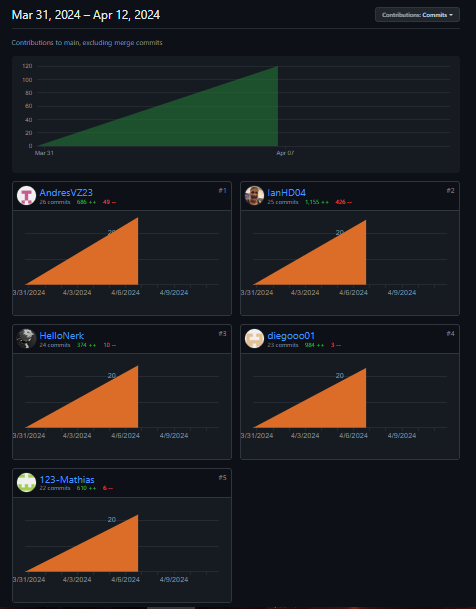 Mar 31, 2024 – Apr 12, 2024
Contributions: Commits
Contributions to main, excluding merge commits
120
100
80
60
40
20
0
Mar 31
Apr 07
AndresVZ23
#1
26 commits 686 ++ 49 --
20
3/31/2024 4/3/2024 4/6/2024 4/9/2024
IanHD04
#2
25 commits 1,155 ++ 426 --
20
3/31/2024 4/3/2024 4/6/2024 4/9/2024
HelloNerk
#3
24 commits 374 ++ 10 --
20
3/31/2024 4/3/2024 4/6/2024 4/9/2024
diegooo01
#4
23 commits 984 ++ 3 --
20
3/31/2024 4/3/2024 4/6/2024 4/9/2024
123-Mathias
#5
22 commits 610 ++ 6 --
20
3/31/2024 4/3/2024 4/6/2024 4/9/2024